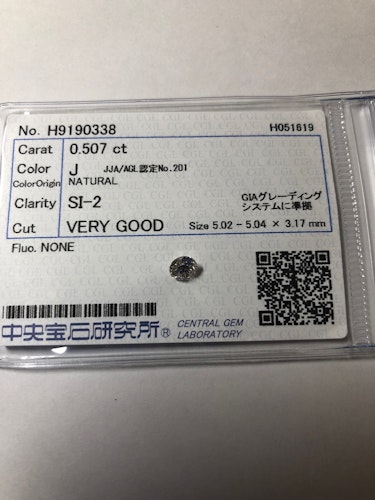 No. H9190338 H051619
Carat 0.507 ct
Color J JJA/AGL認定No.201
ColorOrigin NATURAL
Clarity SI-2 GIAグレーディング
システムに準拠
Cut VERY GOOD Size 5.02 - 5.04 × 3.17 mm
Fluo. NONE
中央宝石研究所® CENTRAL GEM
LABORATORY